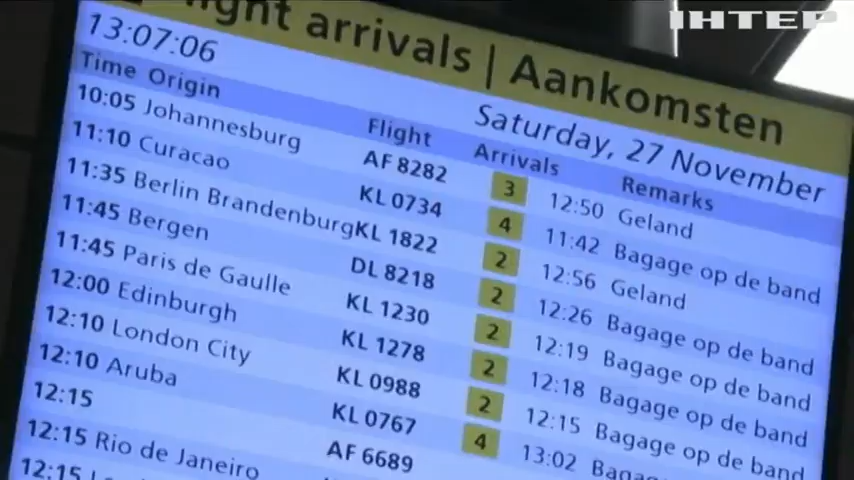 ІНТЕР
flight arrivals | Aankomsten
13:07:06 Saturday, 27 November
Time Origin Flight Arrivals Remarks
10:05 Johannesburg AF 8282 3 12:50 Geland
11:10 Curacao KL 0734 4 11:42 Bagage op de band
11:35 Berlin Brandenburg KL 1822 2 12:56 Geland
11:45 Bergen DL 8218 2 12:26 Bagage op de band
11:45 Paris de Gaulle KL 1230 2 12:19 Bagage op de band
12:00 Edinburgh KL 1278 2 12:18 Bagage op de band
12:10 London City KL 0988 2 12:15 Bagage op de band
12:10 Aruba KL 0767 4 13:02 Bagage
12:15 AF 6689
12:15 Rio de Janeiro
12:15